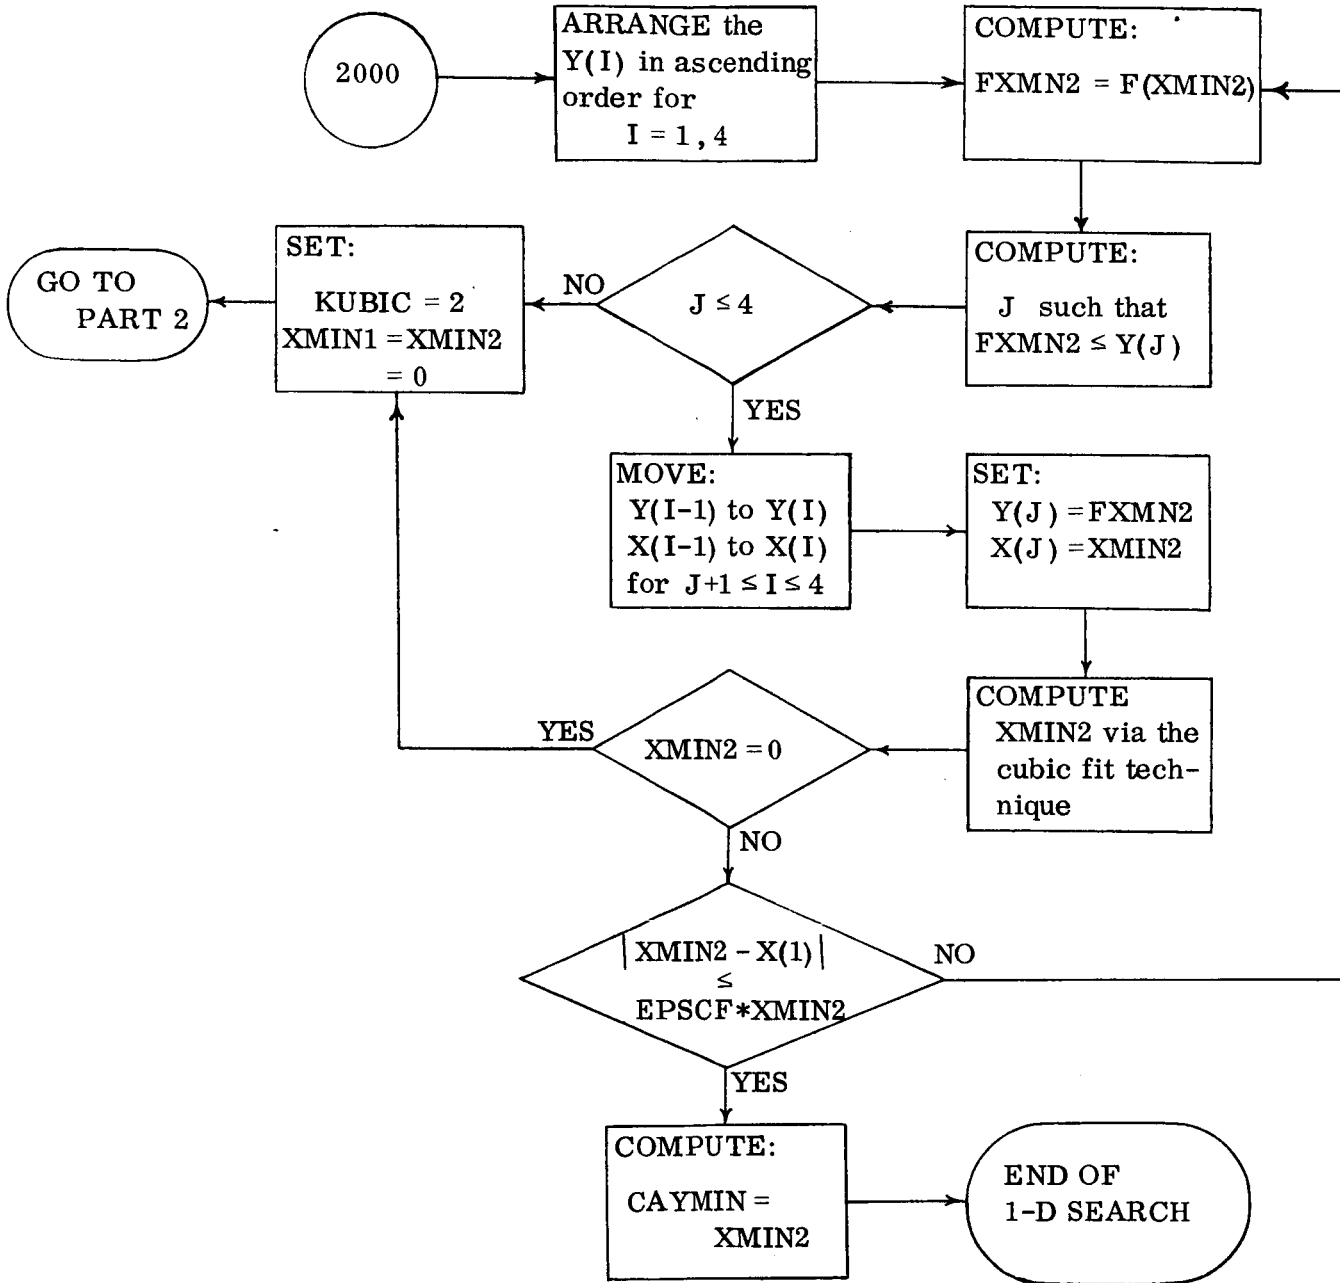 2000
ARRANGE the
Y(I) in ascending
order for
I = 1, 4
COMPUTE:
FXMN2 = F(XMIN2)
COMPUTE:
J such that
FXMN2 ≤ Y(J)
J ≤ 4
NO
YES
SET:
KUBIC = 2
XMIN1 = XMIN2
= 0
GO TO
PART 2
MOVE:
Y(I-1) to Y(I)
X(I-1) to X(I)
for J+1 ≤ I ≤ 4
SET:
Y(J) = FXMN2
X(J) = XMIN2
COMPUTE
XMIN2 via the
cubic fit tech-
nique
XMIN2 = 0
YES
NO
|XMIN2 - X(1)|
≤
EPSCF*XMIN2
NO
YES
COMPUTE:
CAYMIN =
XMIN2
END OF
1-D SEARCH